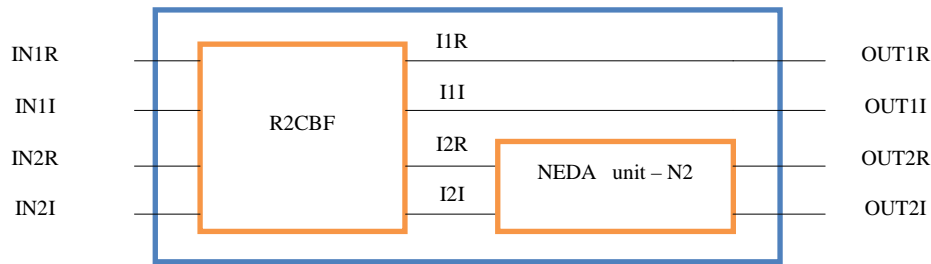 IN1R
IN1I
IN2R
IN2I
R2CBF
I1R
I1I
I2R
I2I
NEDA unit – N2
OUT1R
OUT1I
OUT2R
OUT2I